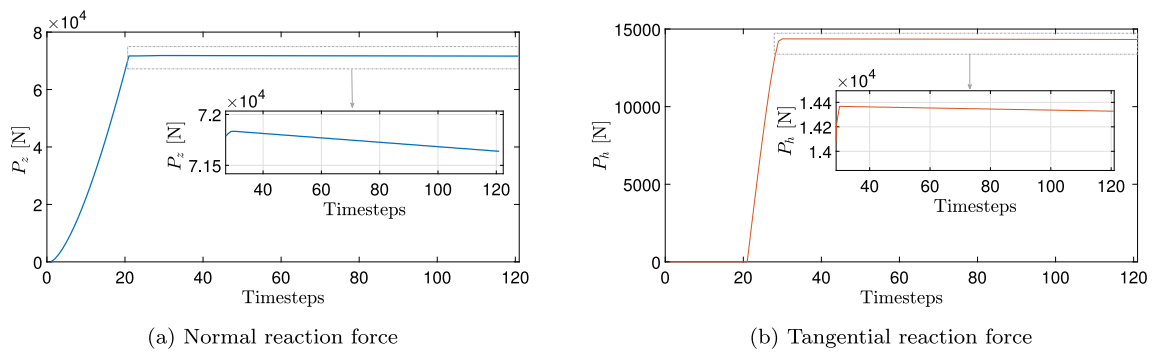 ×10⁴
8
6
4
2
0
P_z [N]
0 20 40 60 80 100 120
Timesteps
×10⁴
7.2
7.15
P_z [N]
40 60 80 100 120
Timesteps
(a) Normal reaction force
15000
10000
5000
0
P_h [N]
0 20 40 60 80 100 120
Timesteps
×10⁴
1.44
1.42
1.4
P_h [N]
40 60 80 100 120
Timesteps
(b) Tangential reaction force